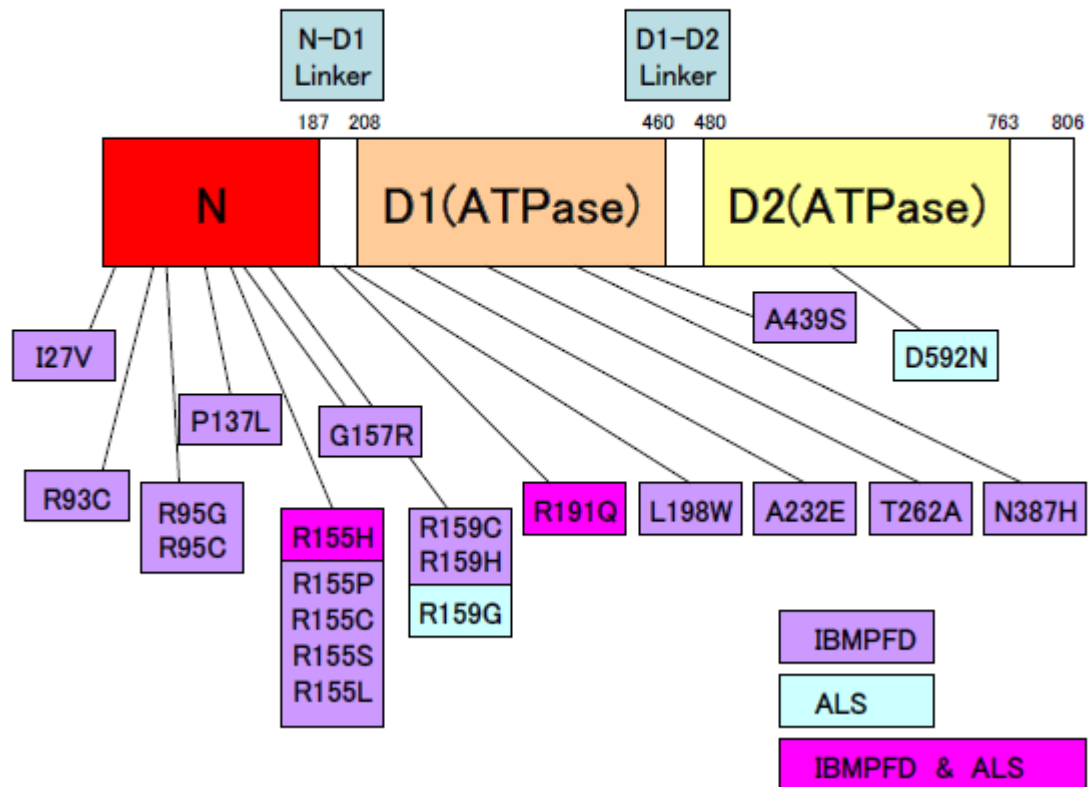 N-D1
Linker
D1-D2
Linker
187
208
460
480
763
806
N
D1(ATPase)
D2(ATPase)
I27V
A439S
D592N
P137L
G157R
R93C
R95G
R95C
R155H
R155P
R155C
R155S
R155L
R159C
R159H
R159G
R191Q
L198W
A232E
T262A
N387H
IBMPFD
ALS
IBMPFD & ALS